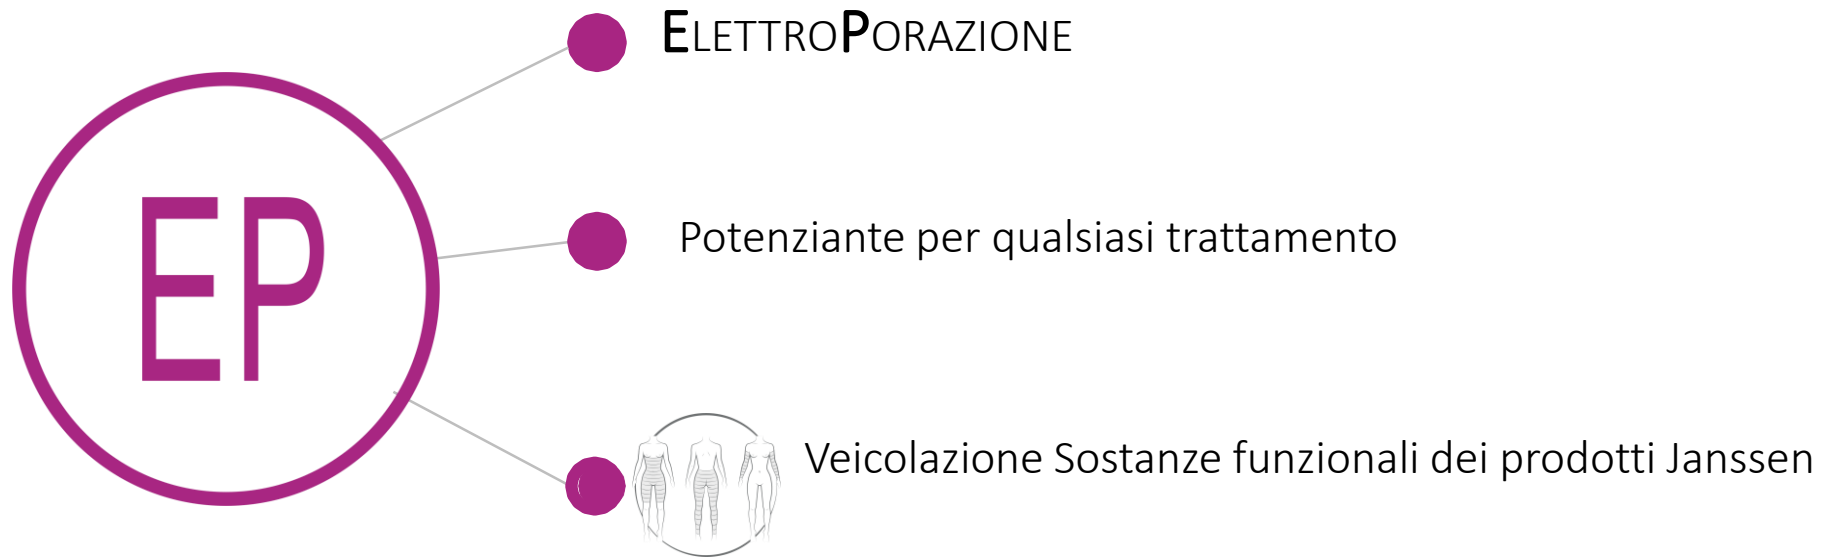 ELETTROPORAZIONE
EP
Potenziante per qualsiasi trattamento
Veicolazione Sostanze funzionali dei prodotti Janssen